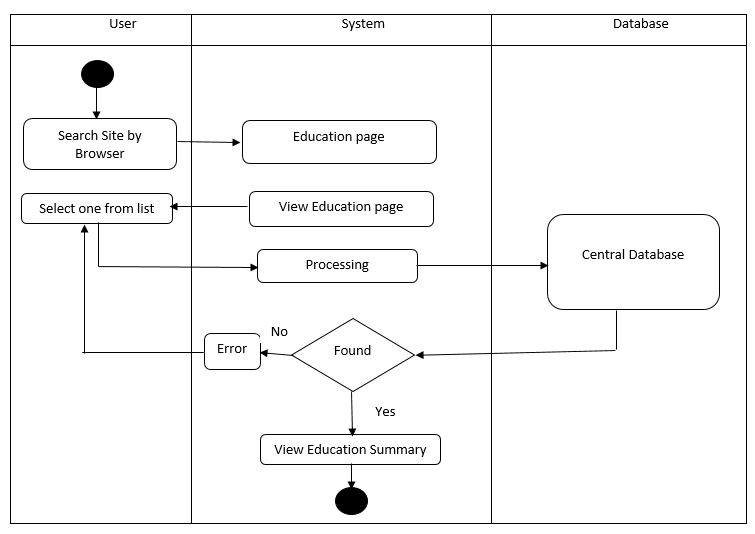 User
System
Database
Search Site by
Browser
Education page
Select one from list
View Education page
Processing
Central Database
No
Error
Found
Yes
View Education Summary